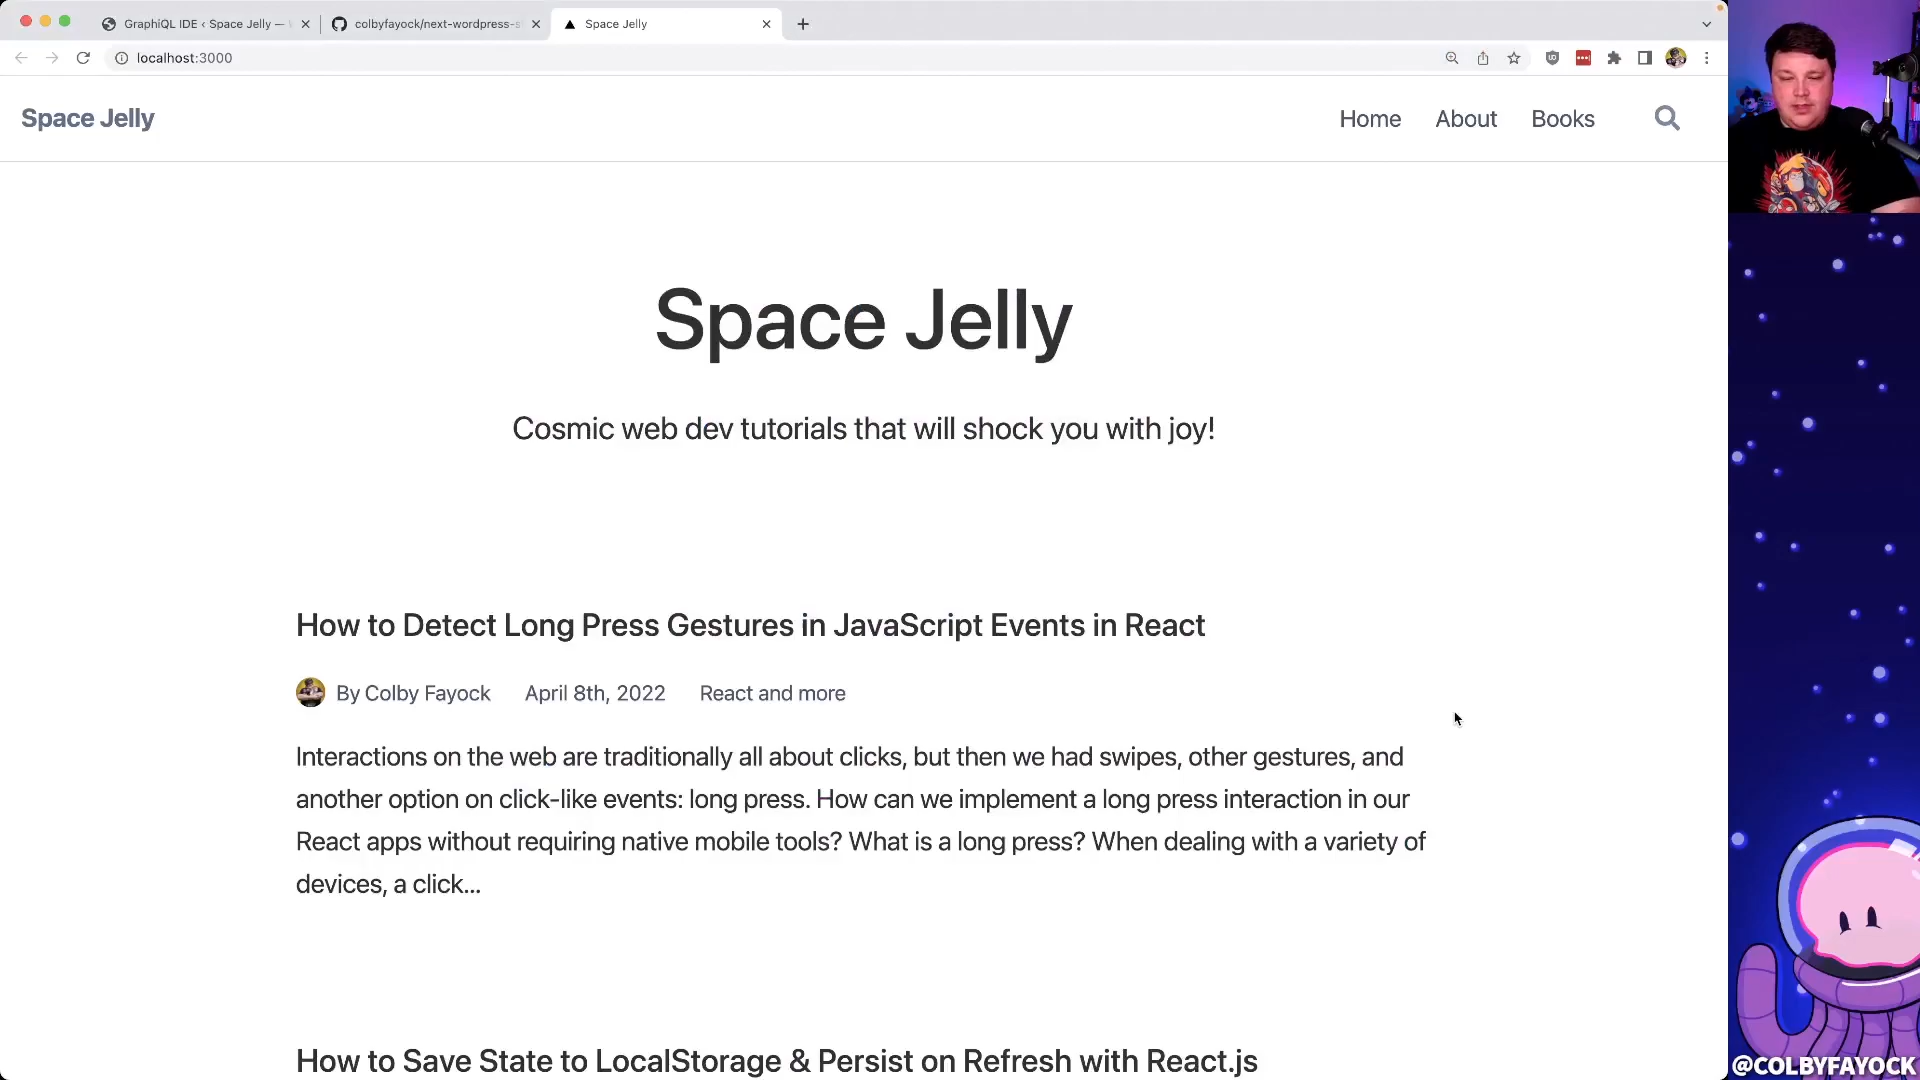 GraphiQL IDE ‹ Space Jelly —
colbyfayock/next-wordpress-s
Space Jelly
localhost:3000
Space Jelly
Home
About
Books
Space Jelly
Cosmic web dev tutorials that will shock you with joy!
How to Detect Long Press Gestures in JavaScript Events in React
By Colby Fayock April 8th, 2022 React and more
Interactions on the web are traditionally all about clicks, but then we had swipes, other gestures, and
another option on click-like events: long press. How can we implement a long press interaction in our
React apps without requiring native mobile tools? What is a long press? When dealing with a variety of
devices, a click...
How to Save State to LocalStorage & Persist on Refresh with React.js
@COLBYFAYOCK